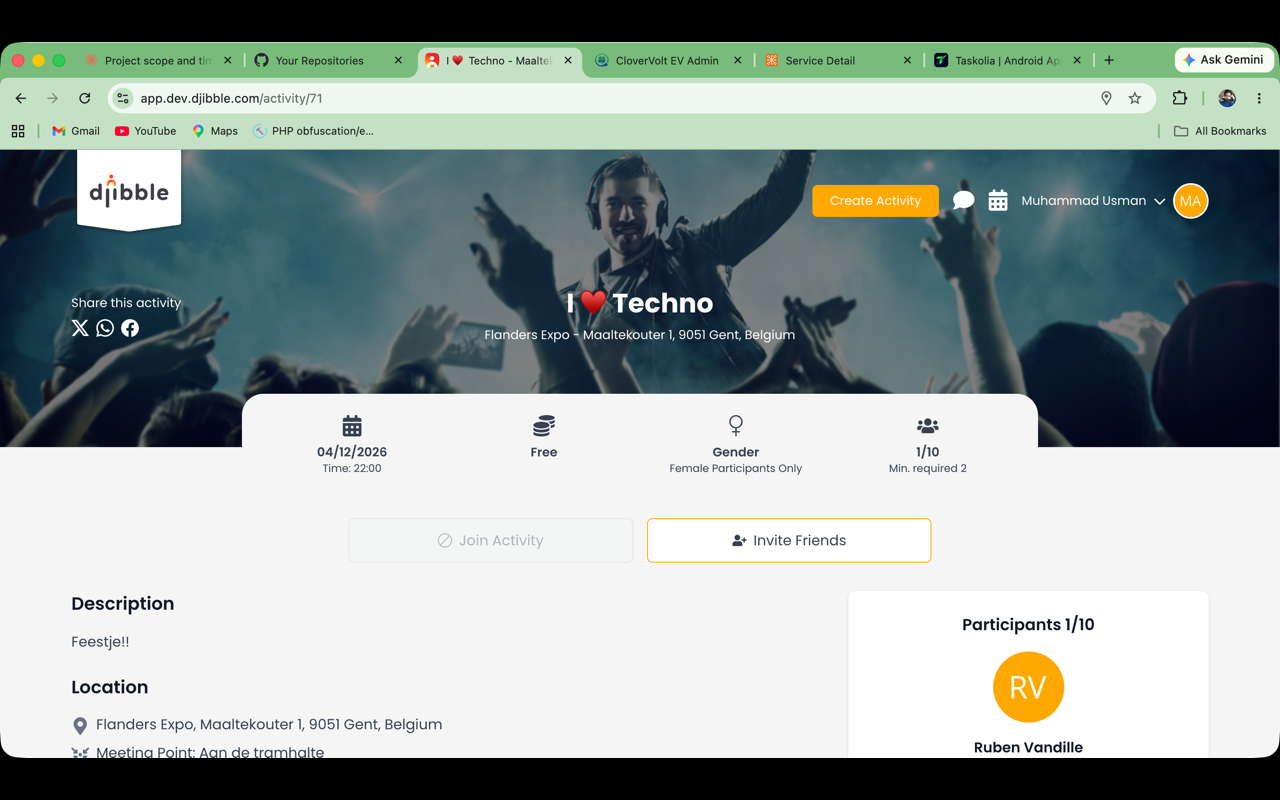 Project scope and tim
Your Repositories
I ♥ Techno - Maaltek
CloverVolt EV Admin
Service Detail
Taskolia | Android Ap
Ask Gemini
app.dev.djibble.com/activity/71
Gmail
YouTube
Maps
PHP obfuscation/e...
All Bookmarks
djibble
Create Activity
Muhammad Usman
MA
Share this activity
I ♥ Techno
Flanders Expo - Maaltekouter 1, 9051 Gent, Belgium
04/12/2026
Time: 22:00
Free
Gender
Female Participants Only
1/10
Min. required 2
Join Activity
Invite Friends
Description
Feestje!!
Location
Flanders Expo, Maaltekouter 1, 9051 Gent, Belgium
Meeting Point: Aan de tramhalte
Participants 1/10
RV
Ruben Vandille